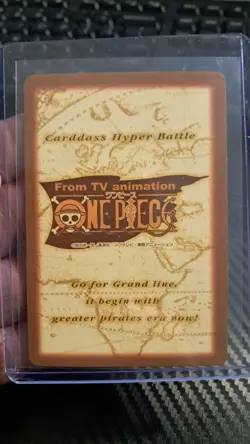 Carddass Hyper Battle
From TV animation
ワンピース
ONE PIECE
Go for Grand line,
it begin with
greater pirates era now!